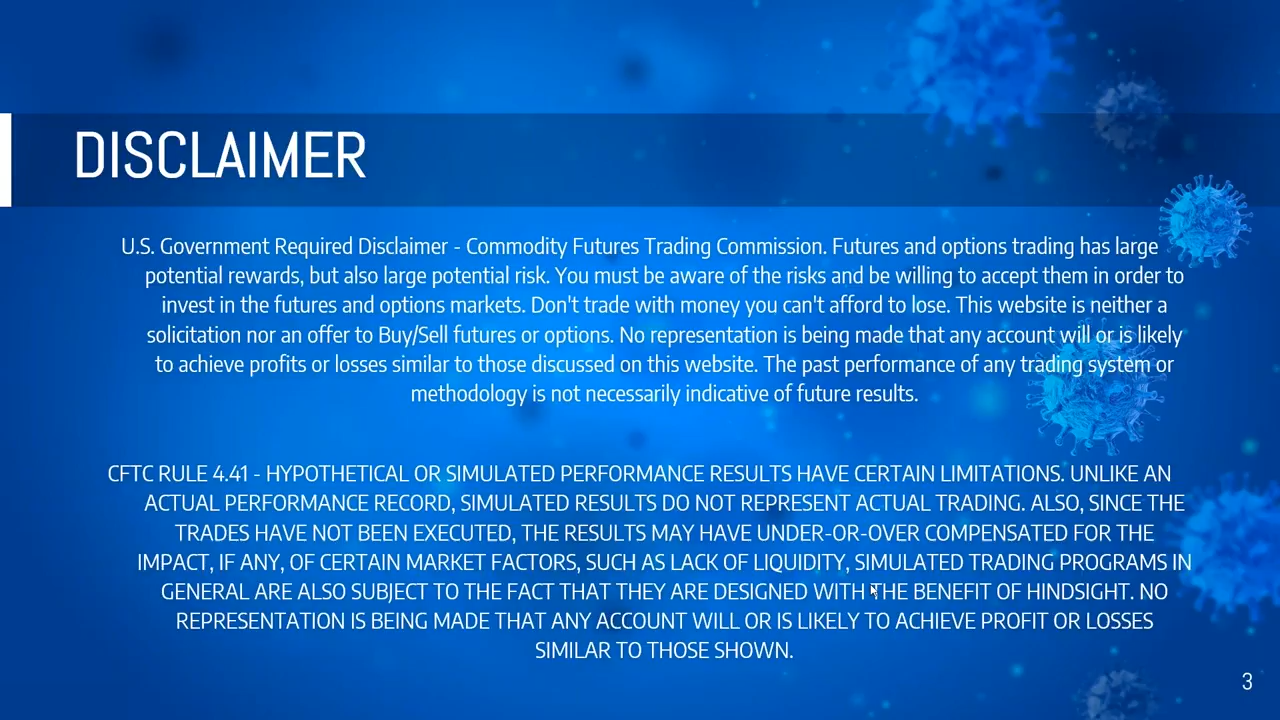 DISCLAIMER
U.S. Government Required Disclaimer - Commodity Futures Trading Commission. Futures and options trading has large
potential rewards, but also large potential risk. You must be aware of the risks and be willing to accept them in order to
invest in the futures and options markets. Don't trade with money you can't afford to lose. This website is neither a
solicitation nor an offer to Buy/Sell futures or options. No representation is being made that any account will or is likely
to achieve profits or losses similar to those discussed on this website. The past performance of any trading system or
methodology is not necessarily indicative of future results.
CFTC RULE 4.41 - HYPOTHETICAL OR SIMULATED PERFORMANCE RESULTS HAVE CERTAIN LIMITATIONS. UNLIKE AN
ACTUAL PERFORMANCE RECORD, SIMULATED RESULTS DO NOT REPRESENT ACTUAL TRADING. ALSO, SINCE THE
TRADES HAVE NOT BEEN EXECUTED, THE RESULTS MAY HAVE UNDER-OR-OVER COMPENSATED FOR THE
IMPACT, IF ANY, OF CERTAIN MARKET FACTORS, SUCH AS LACK OF LIQUIDITY, SIMULATED TRADING PROGRAMS IN
GENERAL ARE ALSO SUBJECT TO THE FACT THAT THEY ARE DESIGNED WITH THE BENEFIT OF HINDSIGHT. NO
REPRESENTATION IS BEING MADE THAT ANY ACCOUNT WILL OR IS LIKELY TO ACHIEVE PROFIT OR LOSSES
SIMILAR TO THOSE SHOWN.
3